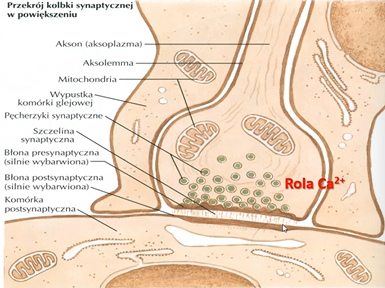 Przekrój kolbki synaptycznej
w powiększeniu
Akson (aksoplazma)
Aksolemma
Mitochondria
Wypustka
komórki glejowej
Pęcherzyki synaptyczne
Szczelina
synaptyczna
Błona presynaptyczna
(silnie wybarwiona)
Błona postsynaptyczna
(silnie wybarwiona)
Komórka
postsynaptyczna
Rola Ca²⁺